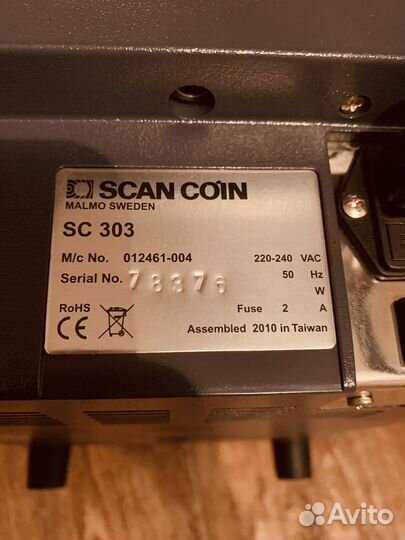 SCAN COIN
MALMO SWEDEN
SC 303
M/c No. 012461-004 220-240 VAC
Serial No. 78376 50 Hz
W
RoHS Fuse 2 A
CE Assembled 2010 in Taiwan
Avito